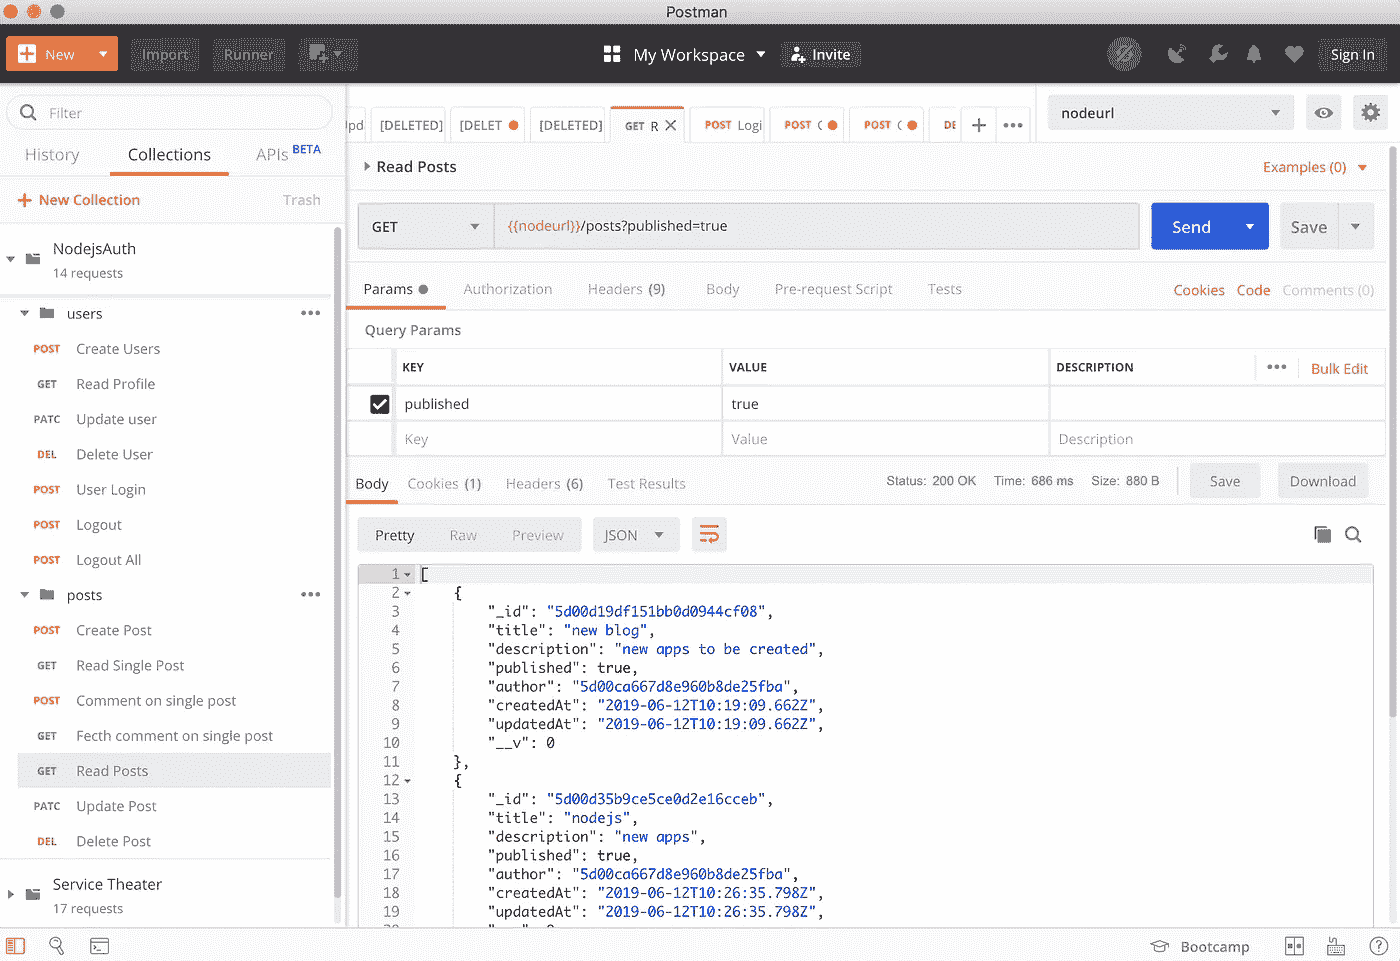 Postman
New
Import
Runner
My Workspace
Invite
Sign In
Filter
History
Collections
APIs BETA
New Collection
Trash
NodejsAuth
14 requests
users
POST Create Users
GET Read Profile
PATC Update user
DEL Delete User
POST User Login
POST Logout
POST Logout All
posts
POST Create Post
GET Read Single Post
POST Comment on single post
GET Fecth comment on single post
GET Read Posts
PATC Update Post
DEL Delete Post
Service Theater
17 requests
[DELETED]
[DELET
[DELETED]
GET R
POST Logi
POST
POST
DE
nodeurl
Read Posts
Examples (0)
GET
{{nodeurl}}/posts?published=true
Send
Save
Params
Authorization
Headers (9)
Body
Pre-request Script
Tests
Cookies
Code
Comments (0)
Query Params
KEY VALUE DESCRIPTION
Bulk Edit
published true
Key Value Description
Body
Cookies (1)
Headers (6)
Test Results
Status: 200 OK
Time: 686 ms
Size: 880 B
Save
Download
Pretty
Raw
Preview
JSON
1 [
2 {
3 "_id": "5d00d19df151bb0d0944cf08",
4 "title": "new blog",
5 "description": "new apps to be created",
6 "published": true,
7 "author": "5d00ca667d8e960b8de25fba",
8 "createdAt": "2019-06-12T10:19:09.662Z",
9 "updatedAt": "2019-06-12T10:19:09.662Z",
10 "__v": 0
11 },
12 {
13 "_id": "5d00d35b9ce5ce0d2e16cceb",
14 "title": "nodejs",
15 "description": "new apps",
16 "published": true,
17 "author": "5d00ca667d8e960b8de25fba",
18 "createdAt": "2019-06-12T10:26:35.798Z",
19 "updatedAt": "2019-06-12T10:26:35.798Z",
Bootcamp